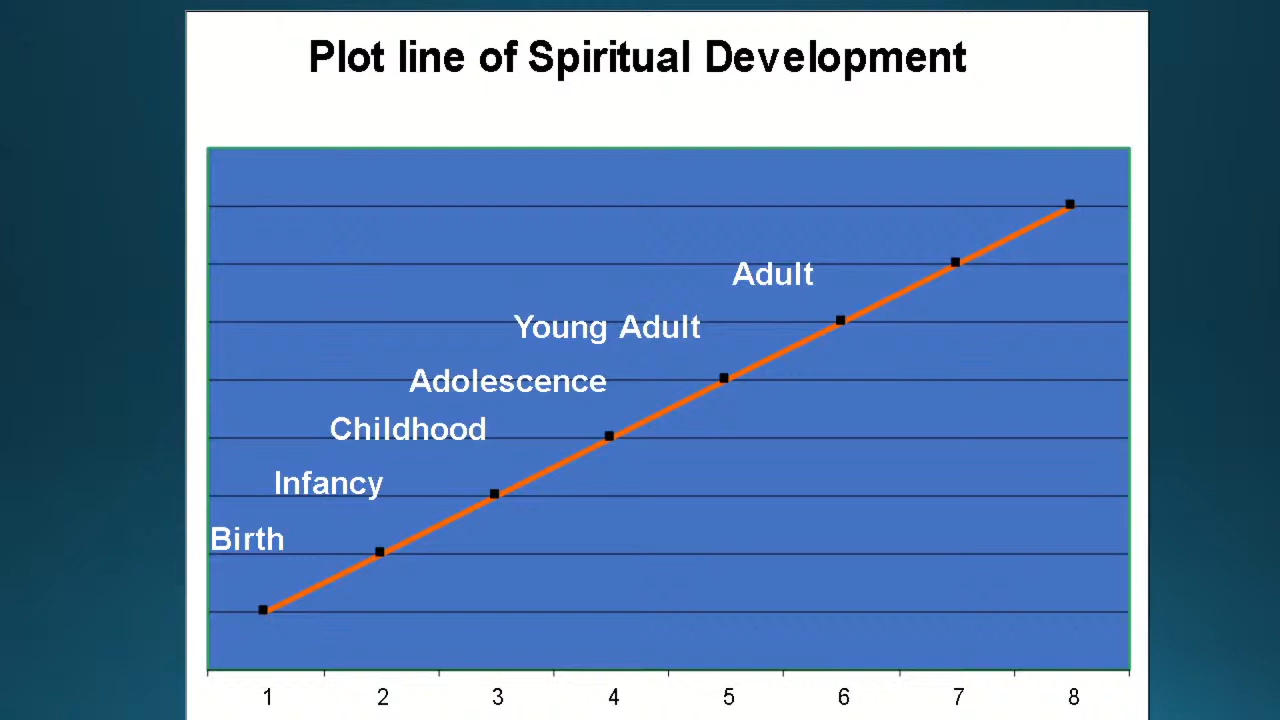 Plot line of Spiritual Development
Adult
Young Adult
Adolescence
Childhood
Infancy
Birth
1 2 3 4 5 6 7 8